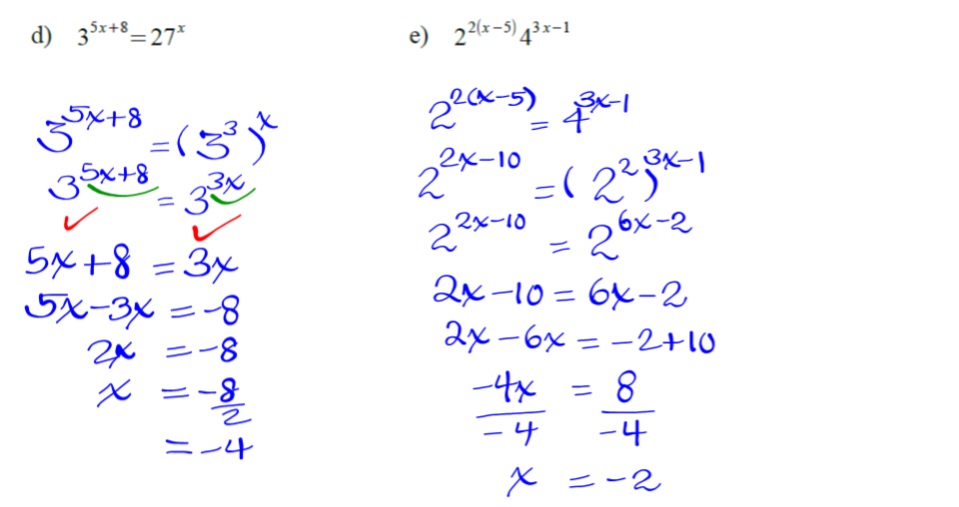 d) 3^{5x+8} = 27^x
3^{5x+8} = (3^3)^x
3^{5x+8} = 3^{3x}
5x+8 = 3x
5x-3x = -8
2x = -8
x = -8/2
= -4
e) 2^{2(x-5)} 4^{3x-1}
2^{2(x-5)} = 4^{3x-1}
2^{2x-10} = (2^2)^{3x-1}
2^{2x-10} = 2^{6x-2}
2x-10 = 6x-2
2x-6x = -2+10
-4x/-4 = 8/-4
x = -2